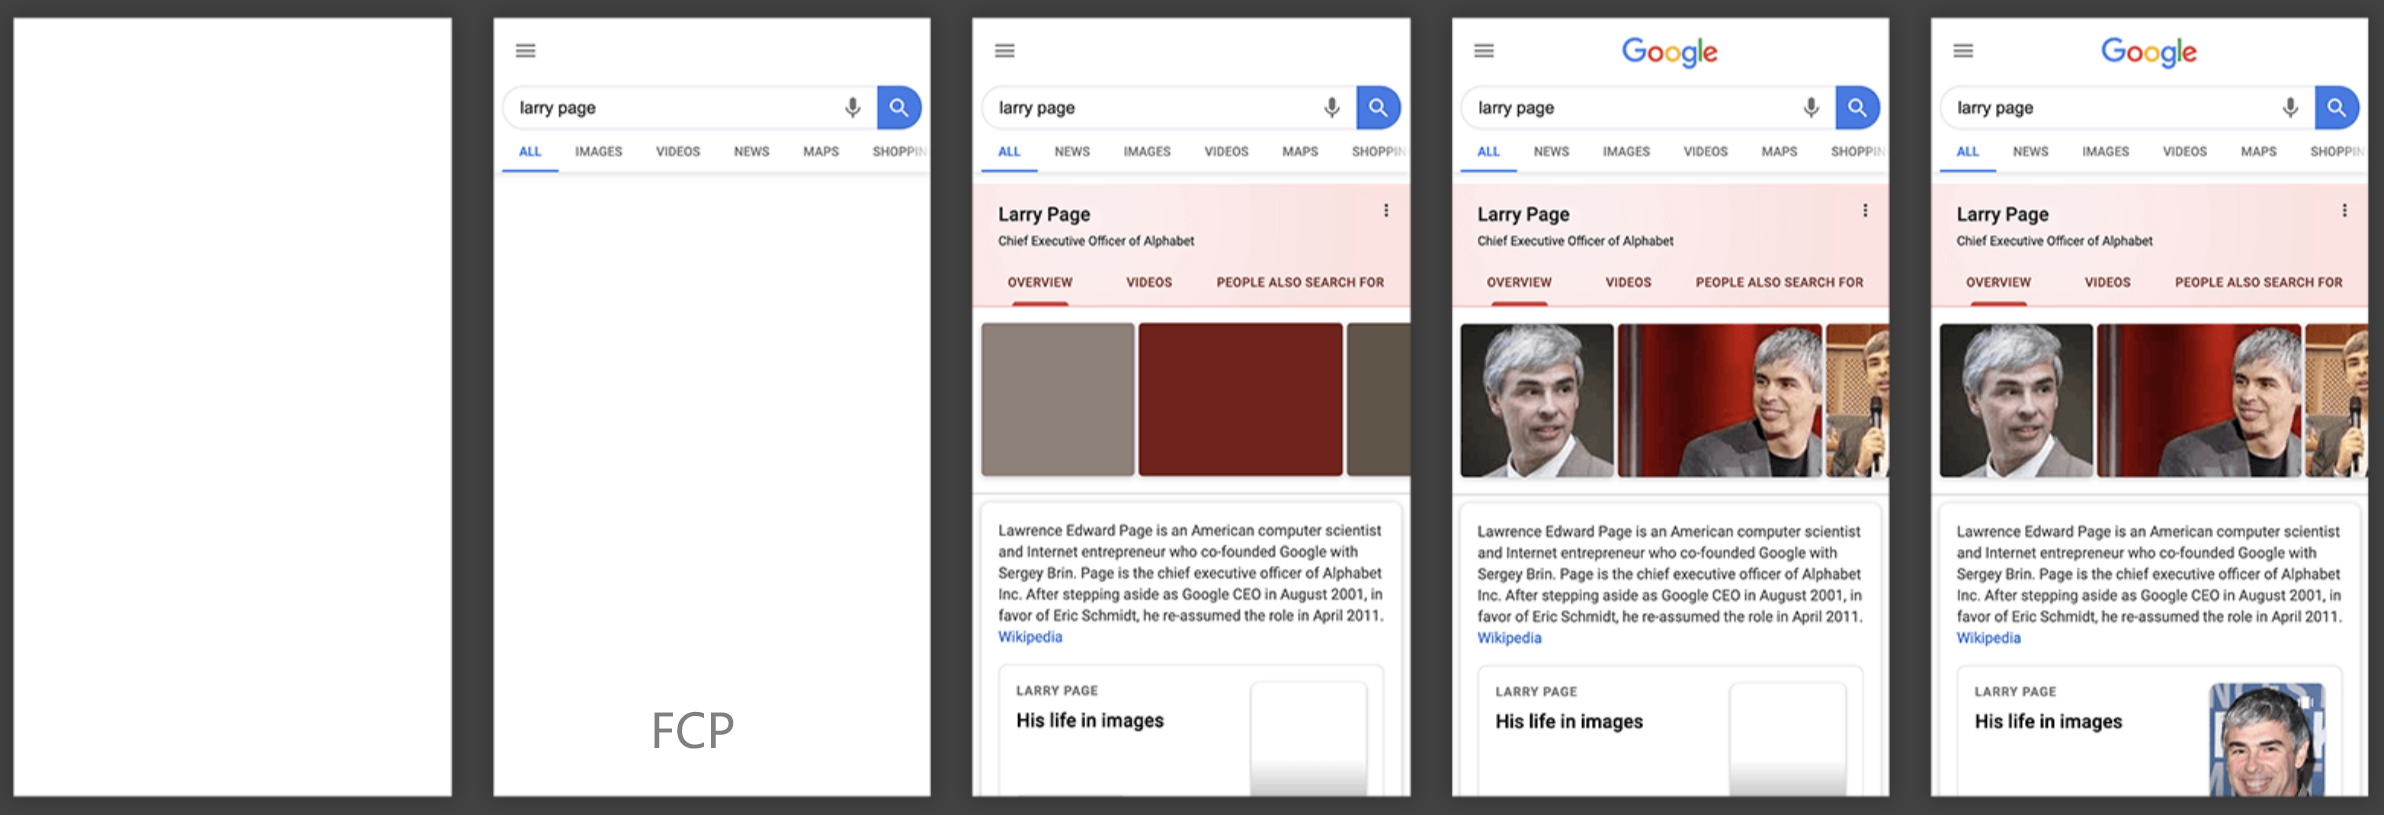 larry page
ALL IMAGES VIDEOS NEWS MAPS SHOPPIN
FCP
larry page
ALL NEWS IMAGES VIDEOS MAPS SHOPPIN
Larry Page
Chief Executive Officer of Alphabet
OVERVIEW VIDEOS PEOPLE ALSO SEARCH FOR
Lawrence Edward Page is an American computer scientist
and Internet entrepreneur who co-founded Google with
Sergey Brin. Page is the chief executive officer of Alphabet
Inc. After stepping aside as Google CEO in August 2001, in
favor of Eric Schmidt, he re-assumed the role in April 2011.
Wikipedia
LARRY PAGE
His life in images
Google
larry page
ALL NEWS IMAGES VIDEOS MAPS SHOPPIN
Larry Page
Chief Executive Officer of Alphabet
OVERVIEW VIDEOS PEOPLE ALSO SEARCH FOR
Lawrence Edward Page is an American computer scientist
and Internet entrepreneur who co-founded Google with
Sergey Brin. Page is the chief executive officer of Alphabet
Inc. After stepping aside as Google CEO in August 2001, in
favor of Eric Schmidt, he re-assumed the role in April 2011.
Wikipedia
LARRY PAGE
His life in images
Google
larry page
ALL NEWS IMAGES VIDEOS MAPS SHOPPIN
Larry Page
Chief Executive Officer of Alphabet
OVERVIEW VIDEOS PEOPLE ALSO SEARCH FOR
Lawrence Edward Page is an American computer scientist
and Internet entrepreneur who co-founded Google with
Sergey Brin. Page is the chief executive officer of Alphabet
Inc. After stepping aside as Google CEO in August 2001, in
favor of Eric Schmidt, he re-assumed the role in April 2011.
Wikipedia
LARRY PAGE
His life in images